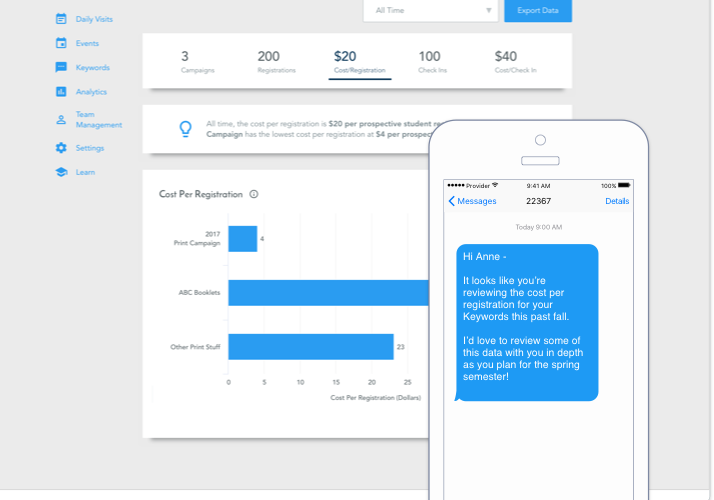 All Time
Export Data
Daily Visits
Events
Keywords
Analytics
Team
Management
Settings
Learn
3
Campaigns
200
Registrations
$20
Cost/Registration
100
Check Ins
$40
Cost/Check In
All time, the cost per registration is $20 per prospective student
Campaign has the lowest cost per registration at $4 per
Cost Per Registration
2017
Print Campaign
4
ABC Booklets
Other Print Stuff
23
0 5 10 15 20 25
Cost Per Registration (Dollars)
Provider
9:41 AM
100%
Messages
22367
Details
Today 9:00 AM
Hi Anne -
It looks like you're
reviewing the cost per
registration for your
Keywords this past fall.
I'd love to review some of
this data with you in depth
as you plan for the spring
semester!